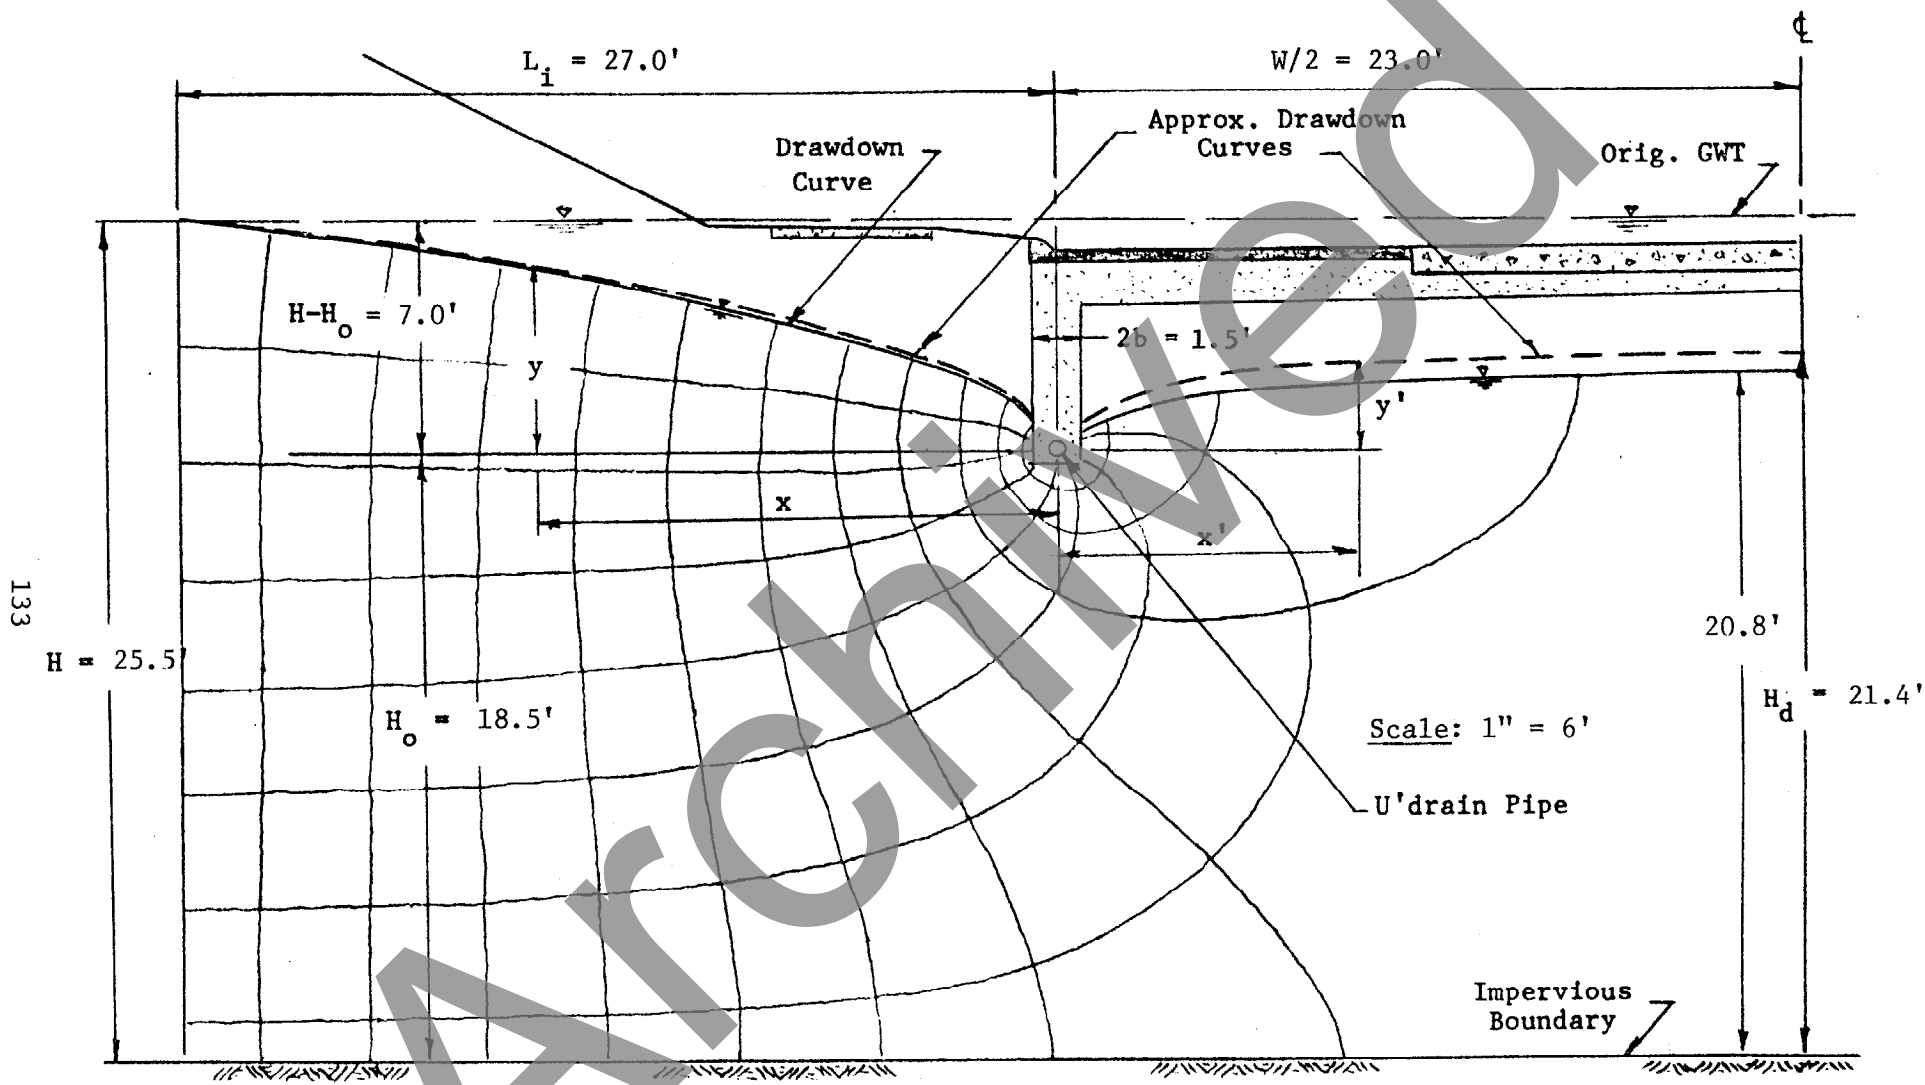 ℄
L_i = 27.0'
W/2 = 23.0'
Approx. Drawdown
Curves
Drawdown
Curve
Orig. GWT
H-H_o = 7.0'
2b = 1.5'
y
y'
x
x'
133
H = 25.5'
20.8'
H_o = 18.5'
H_d = 21.4'
Scale: 1" = 6'
U'drain Pipe
Impervious
Boundary
Archived